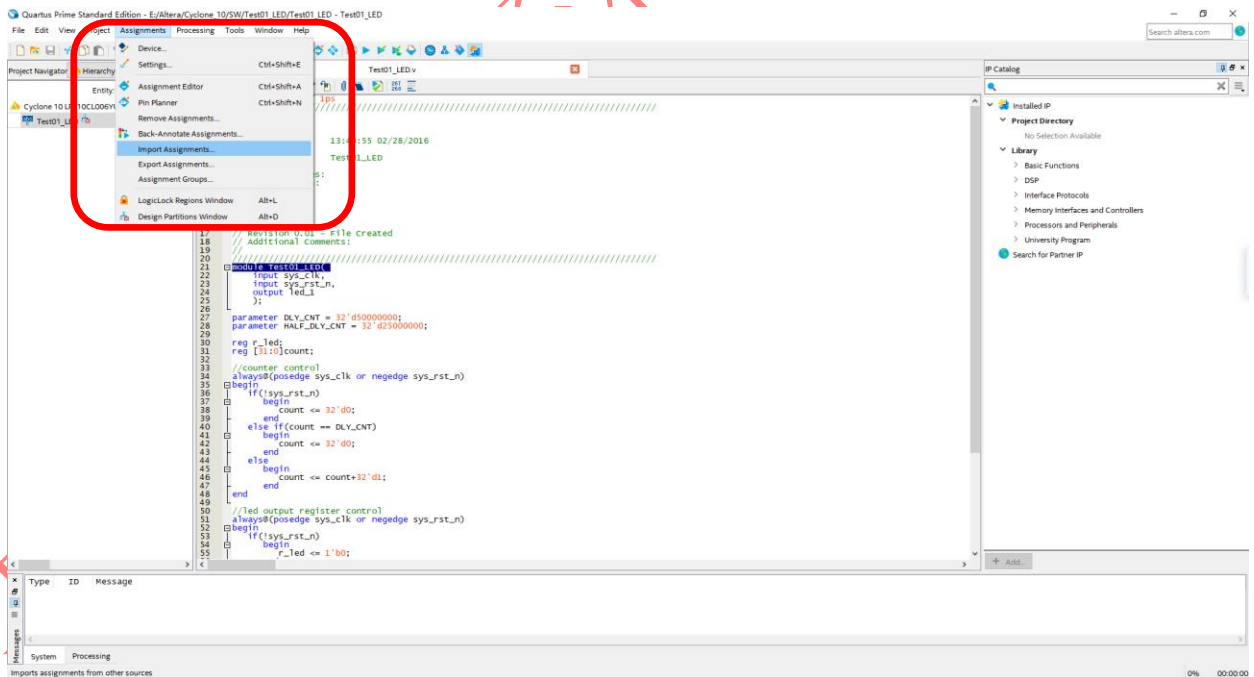 Quartus Prime Standard Edition - E:/Altera/Cyclone_10/SW/Test01_LED/Test01_LED - Test01_LED
File Edit View Project Assignments Processing Tools Window Help
Search altera.com
Device...
Settings... Ctrl+Shift+E
Assignment Editor Ctrl+Shift+A
Pin Planner Ctrl+Shift+N
Remove Assignments...
Back-Annotate Assignments...
Import Assignments...
Export Assignments...
Assignment Groups...
LogicLock Regions Window Alt+L
Design Partitions Window Alt+D
Project Navigator Hierarchy
Entity:
Cyclone 10 LP: 10CL006Y
Test01_LED
Test01_LED.v
1ps
13:49:55 02/28/2016
Test01_LED
17 // Revision 0.01 - File Created
18 // Additional Comments:
19 //
20 //////////////////////////////////////////////////////////////////////////////////
21 module Test01_LED(
22 input sys_clk,
23 input sys_rst_n,
24 output led_1
25 );
26
27 parameter DLY_CNT = 32'd50000000;
28 parameter HALF_DLY_CNT = 32'd25000000;
29
30 reg r_led;
31 reg [31:0]count;
32
33 //counter control
34 always@(posedge sys_clk or negedge sys_rst_n)
35 begin
36 if(!sys_rst_n)
37 begin
38 count <= 32'd0;
39 end
40 else if(count == DLY_CNT)
41 begin
42 count <= 32'd0;
43 end
44 else
45 begin
46 count <= count+32'd1;
47 end
48 end
49
50 //led output register control
51 always@(posedge sys_clk or negedge sys_rst_n)
52 begin
53 if(!sys_rst_n)
54 begin
55 r_led <= 1'b0;
IP Catalog
Installed IP
Project Directory
No Selection Available
Library
Basic Functions
DSP
Interface Protocols
Memory Interfaces and Controllers
Processors and Peripherals
University Program
Search for Partner IP
+ Add...
Type ID Message
Messages
System Processing
Imports assignments from other sources
0% 00:00:00